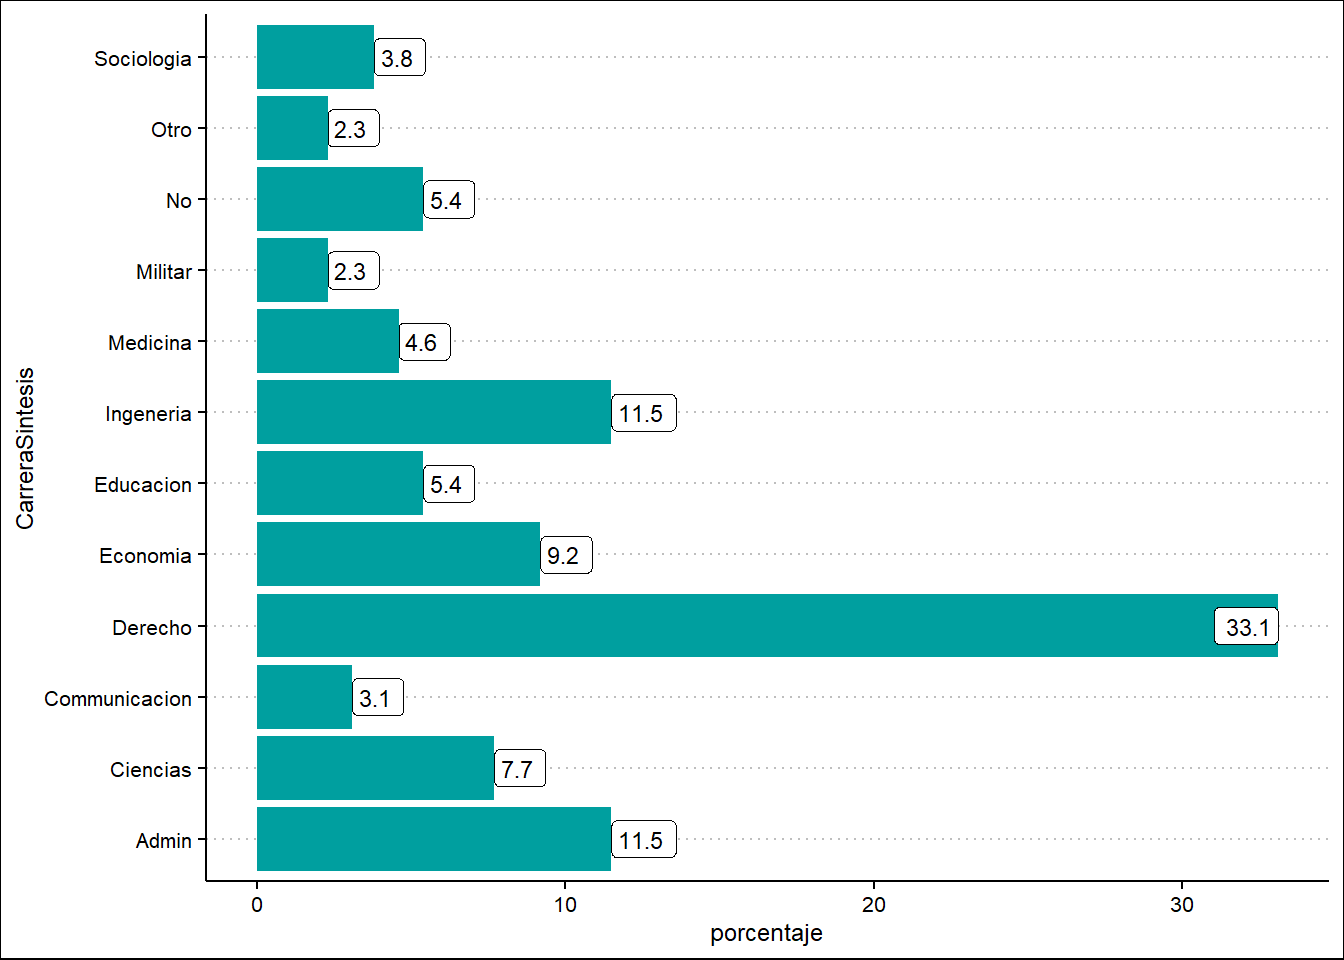 Sociologia 3.8
Otro 2.3
No 5.4
Militar 2.3
Medicina 4.6
Ingeneria 11.5
Educacion 5.4
Economia 9.2
Derecho 33.1
Communicacion 3.1
Ciencias 7.7
Admin 11.5
CarreraSintesis
0 10 20 30
porcentaje